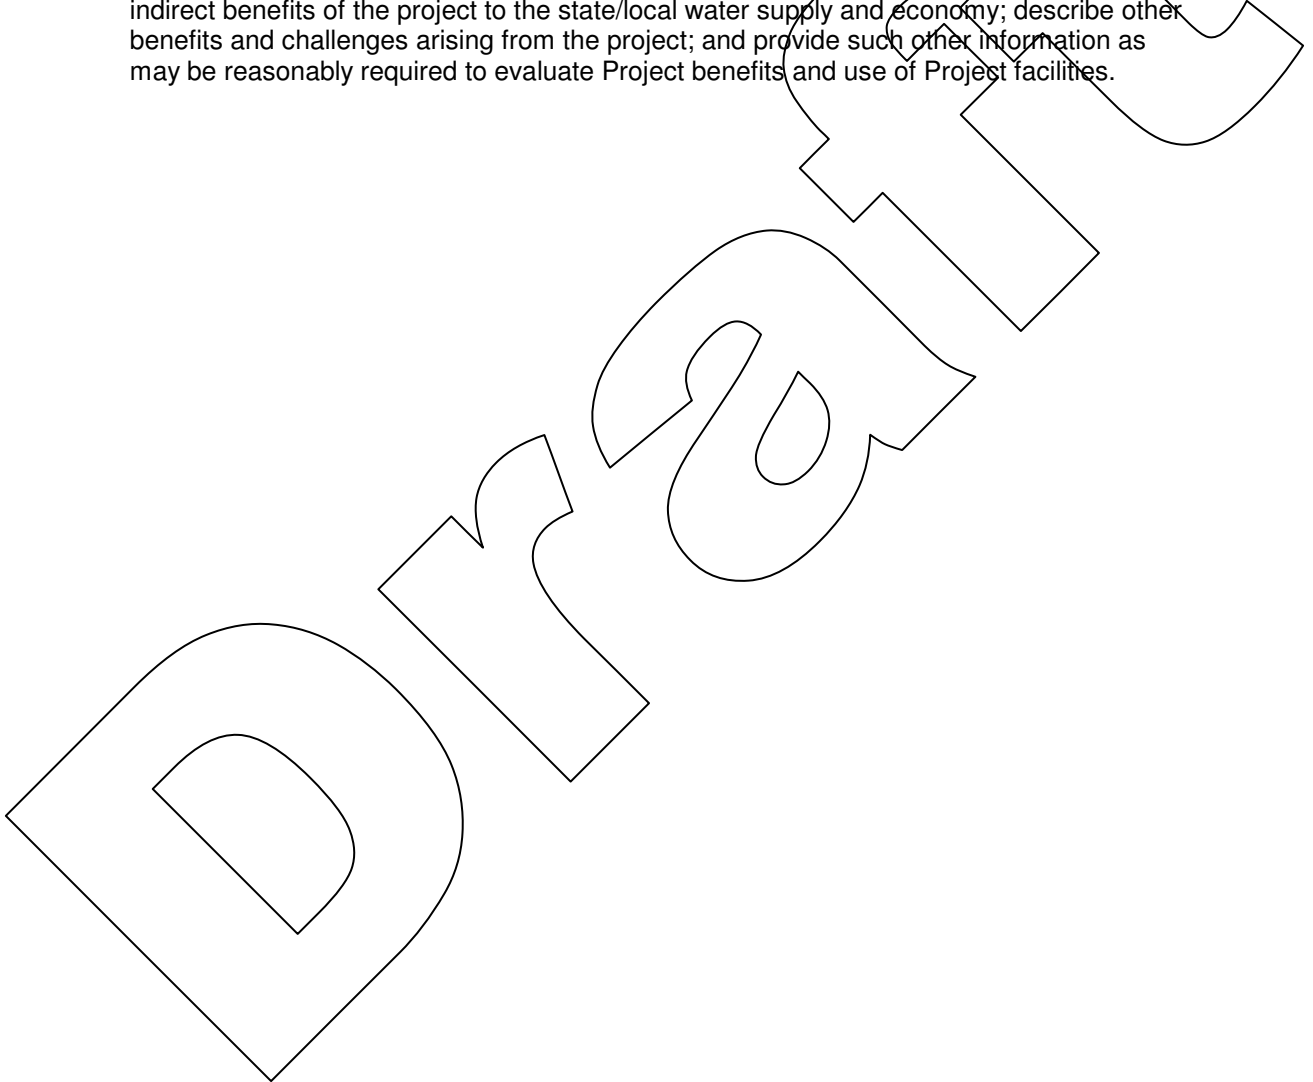 indirect benefits of the project to the state/local water supply and economy; describe other
benefits and challenges arising from the project; and provide such other information as
may be reasonably required to evaluate Project benefits and use of Project facilities.
Draft